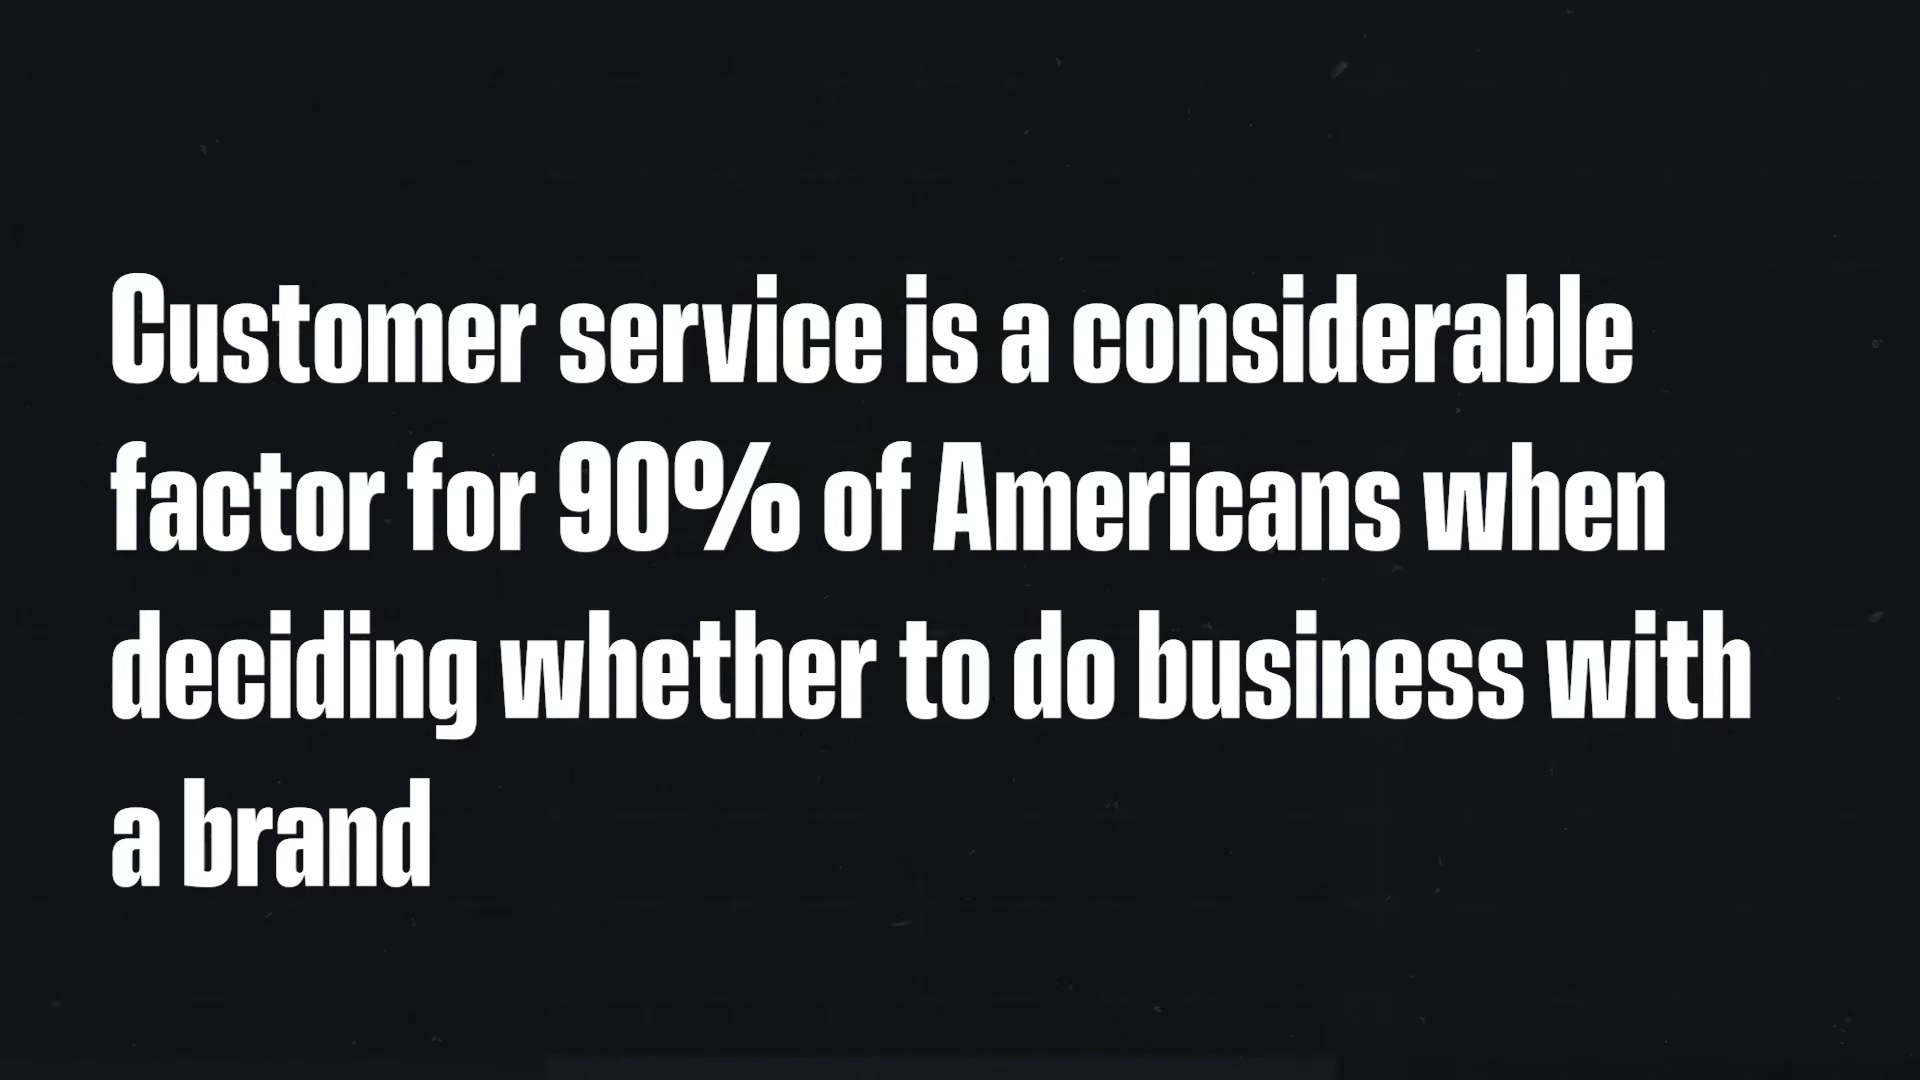 Customer service is a considerable
factor for 90% of Americans when
deciding whether to do business with
a brand